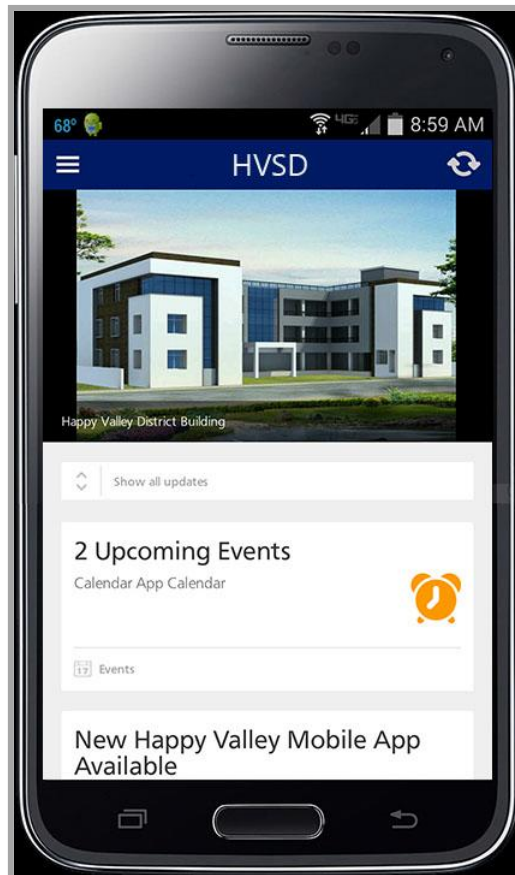 68° 4G 8:59 AM
HVSD
Happy Valley District Building
Show all updates
2 Upcoming Events
Calendar App Calendar
17 Events
New Happy Valley Mobile App
Available